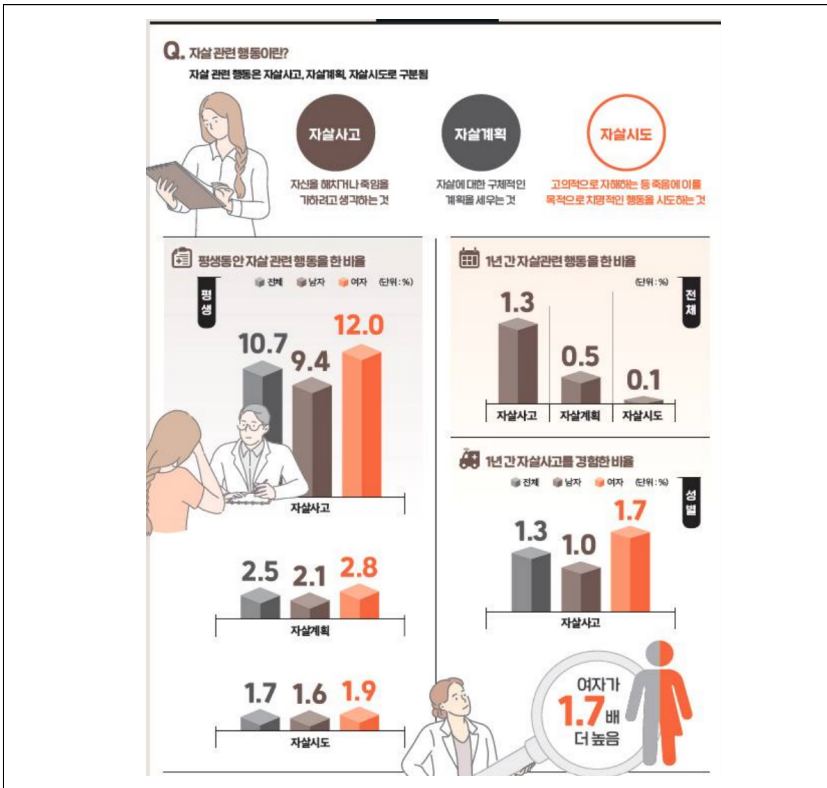 Q. 자살 관련 행동이란?
자살 관련 행동은 자살사고, 자살계획, 자살시도로 구분됨
자살사고
자살계획
자살시도
자신을 해치거나 죽임을
가하려고 생각하는 것
자살에 대한 구체적인
계획을 세우는 것
고의적으로 자해하는 등 죽음에 이를
목적으로 치명적인 행동을 시도하는 것
평생동안 자살 관련 행동을 한 비율
전체 남자 여자 (단위 : %)
평생
10.7 9.4 12.0
자살사고
2.5 2.1 2.8
자살계획
1.7 1.6 1.9
자살시도
1년 간 자살관련 행동을 한 비율
(단위 : %)
전체
1.3 0.5 0.1
자살사고 자살계획 자살시도
1년 간 자살사고를 경험한 비율
전체 남자 여자 (단위 : %)
성별
1.3 1.0 1.7
자살사고
여자가
1.7배
더 높음